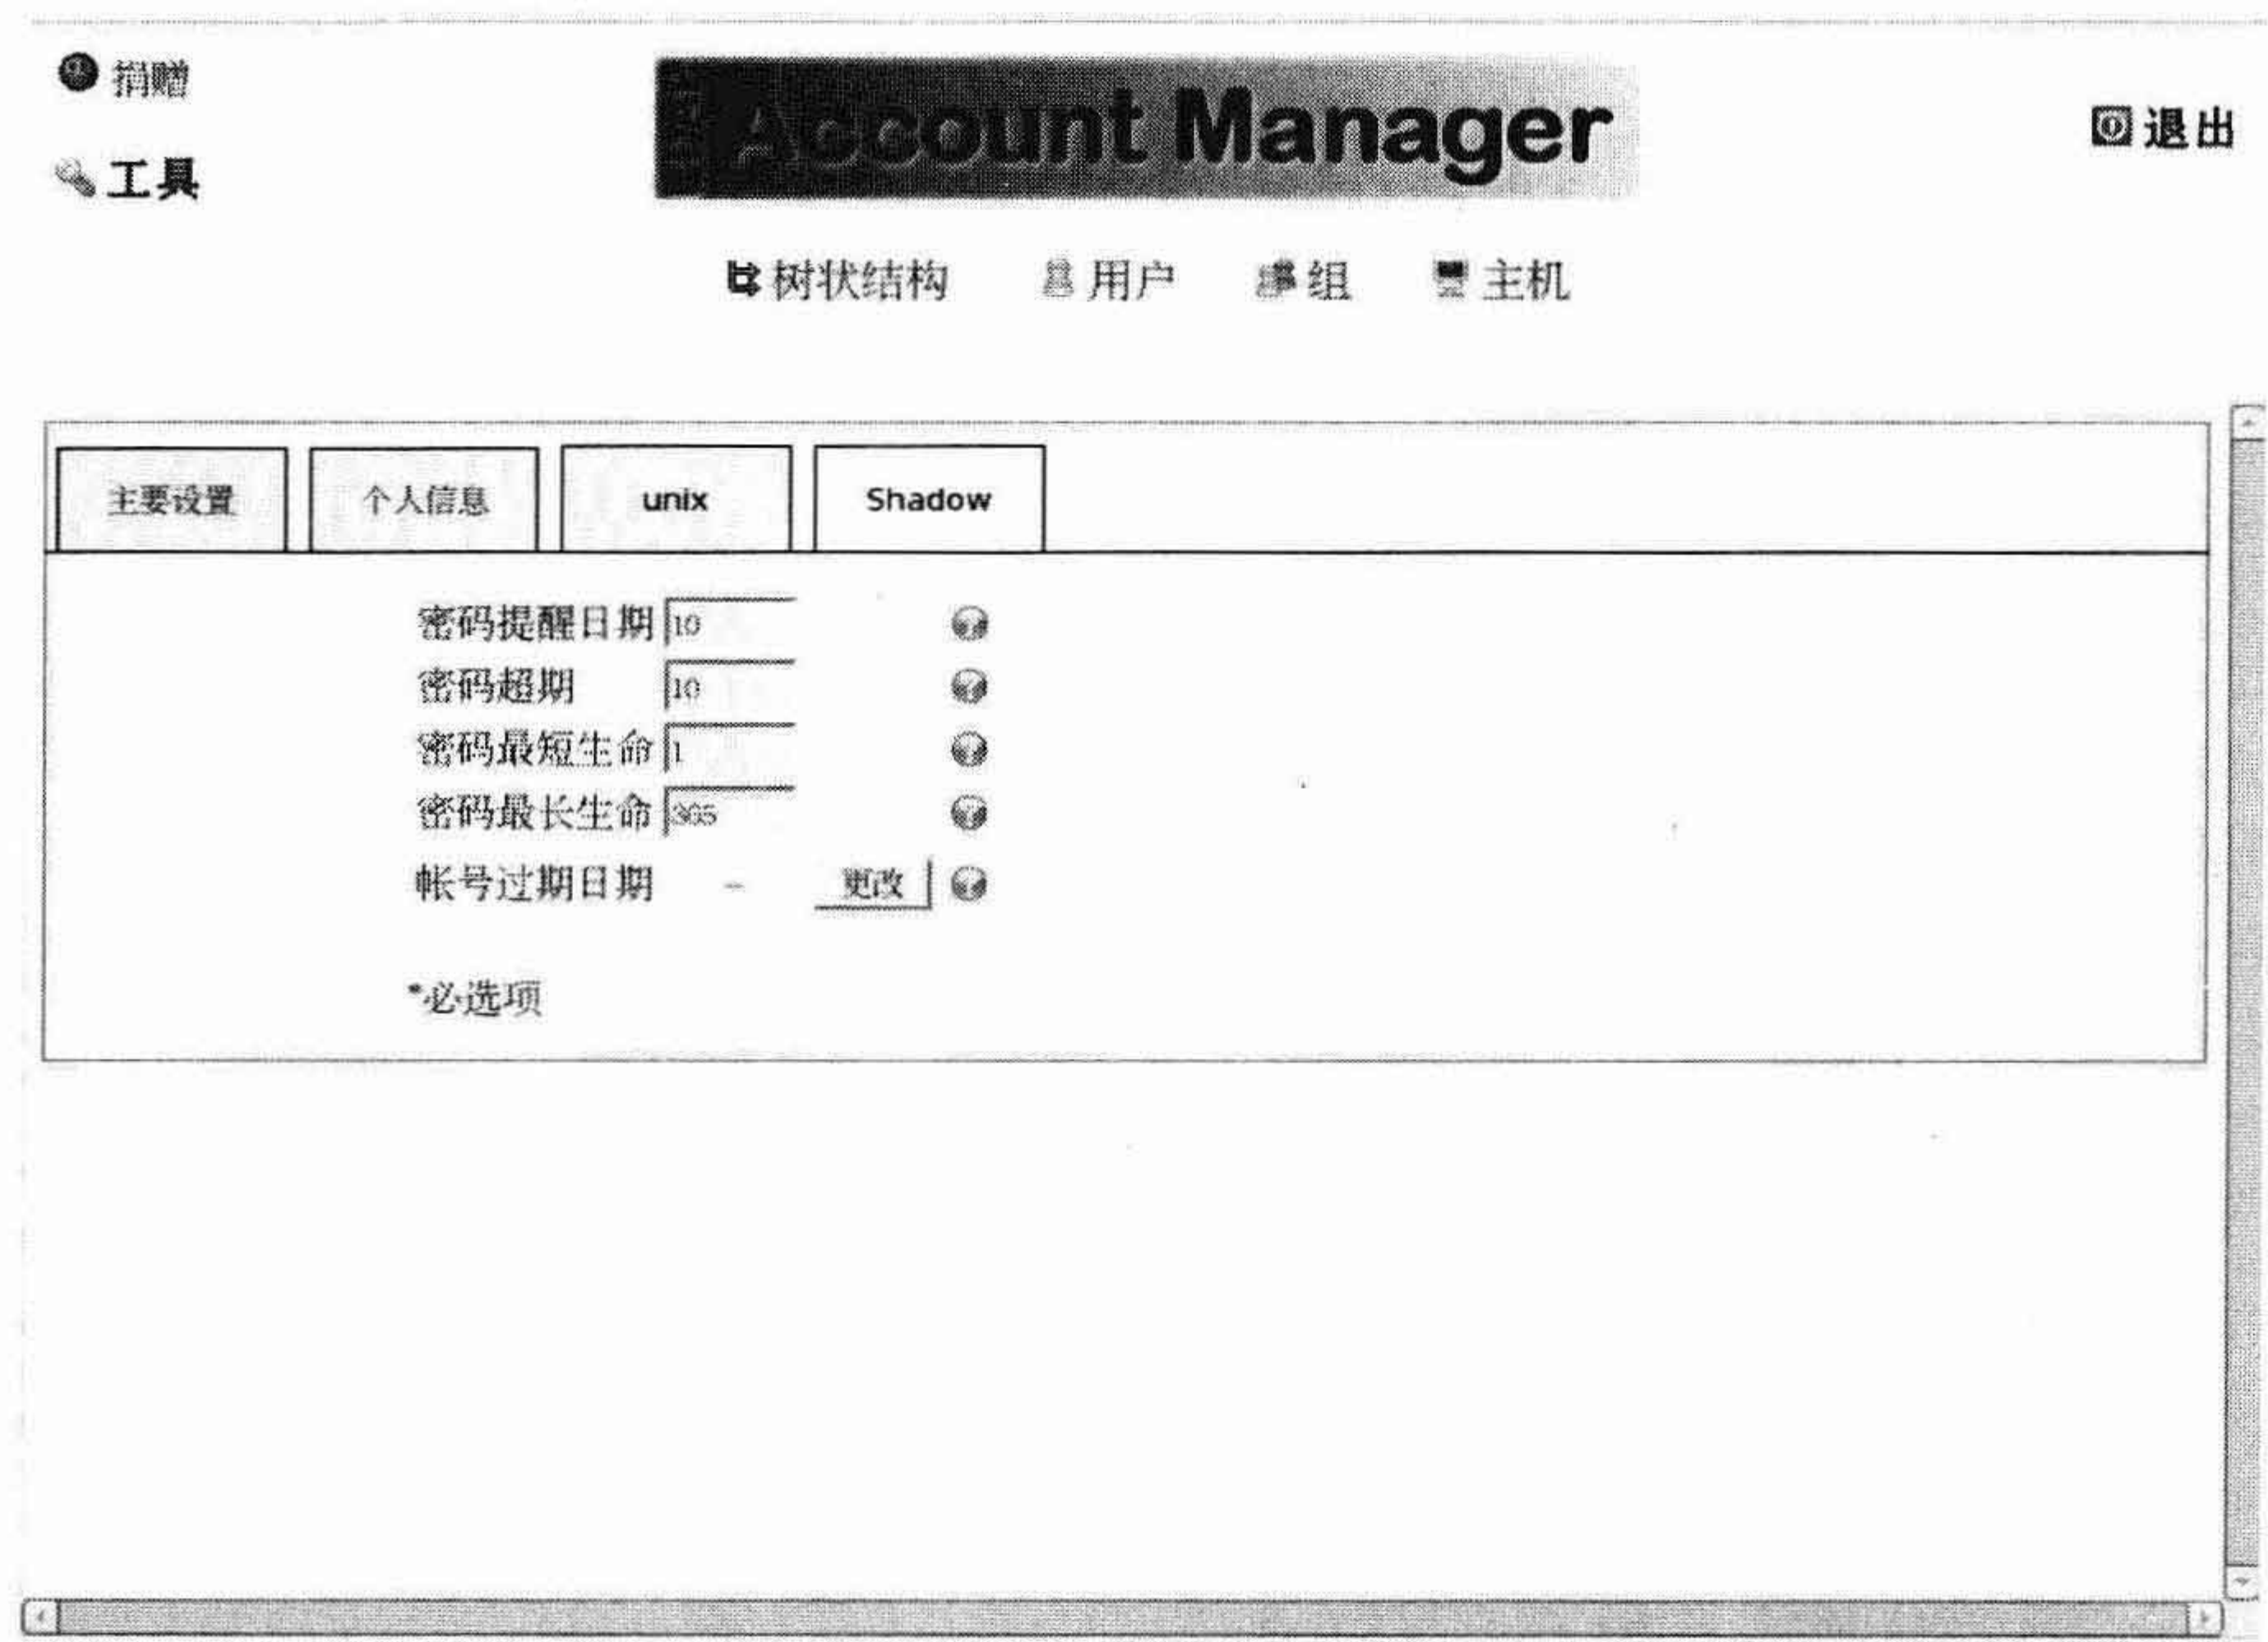 捐赠
工具
Account Manager
退出
树状结构 用户 组 主机
主要设置 个人信息 unix Shadow
密码提醒日期 10
密码超期 10
密码最短生命 1
密码最长生命 365
帐号过期日期 - 更改
*必选项